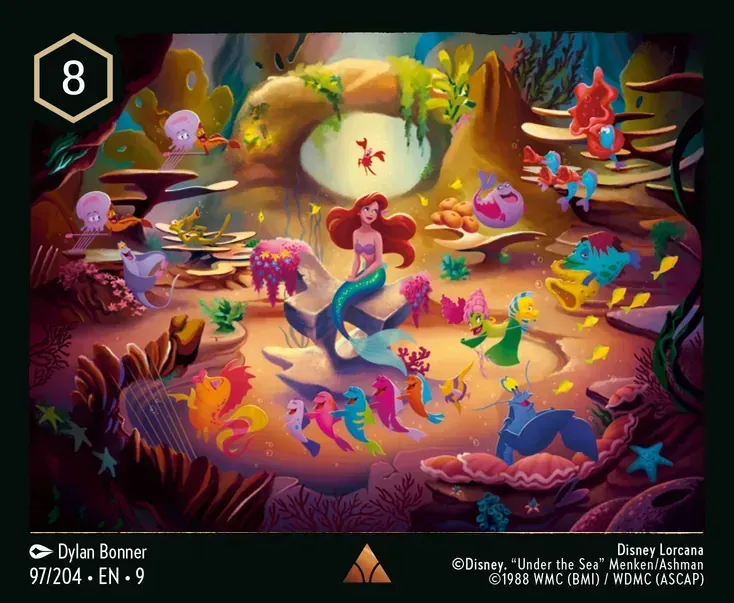 8
Dylan Bonner
97/204 • EN • 9
Disney Lorcana
©Disney. “Under the Sea” Menken/Ashman
©1988 WMC (BMI) / WDMC (ASCAP)